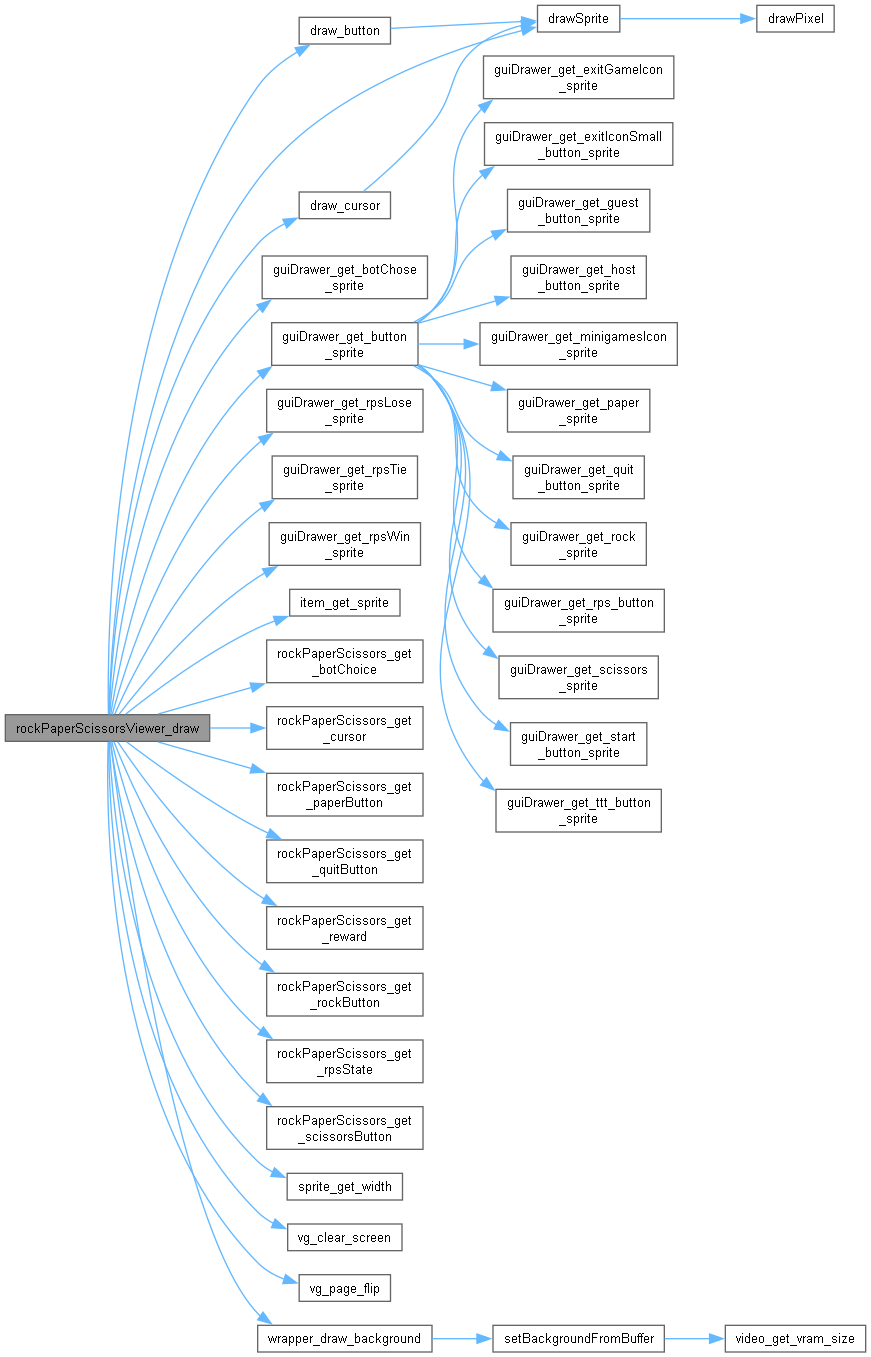 draw_button
drawSprite
drawPixel
guiDrawer_get_exitGameIcon
_sprite
guiDrawer_get_exitIconSmall
_button_sprite
draw_cursor
guiDrawer_get_guest
_button_sprite
guiDrawer_get_botChose
_sprite
guiDrawer_get_host
_button_sprite
guiDrawer_get_button
_sprite
guiDrawer_get_minigamesIcon
_sprite
guiDrawer_get_rpsLose
_sprite
guiDrawer_get_paper
_sprite
guiDrawer_get_rpsTie
_sprite
guiDrawer_get_quit
_button_sprite
guiDrawer_get_rpsWin
_sprite
guiDrawer_get_rock
_sprite
item_get_sprite
guiDrawer_get_rps_button
_sprite
rockPaperScissors_get
_botChoice
guiDrawer_get_scissors
_sprite
rockPaperScissorsViewer_draw
rockPaperScissors_get
_cursor
guiDrawer_get_start
_button_sprite
rockPaperScissors_get
_paperButton
guiDrawer_get_ttt_button
_sprite
rockPaperScissors_get
_quitButton
rockPaperScissors_get
_reward
rockPaperScissors_get
_rockButton
rockPaperScissors_get
_rpsState
rockPaperScissors_get
_scissorsButton
sprite_get_width
vg_clear_screen
vg_page_flip
wrapper_draw_background
setBackgroundFromBuffer
video_get_vram_size